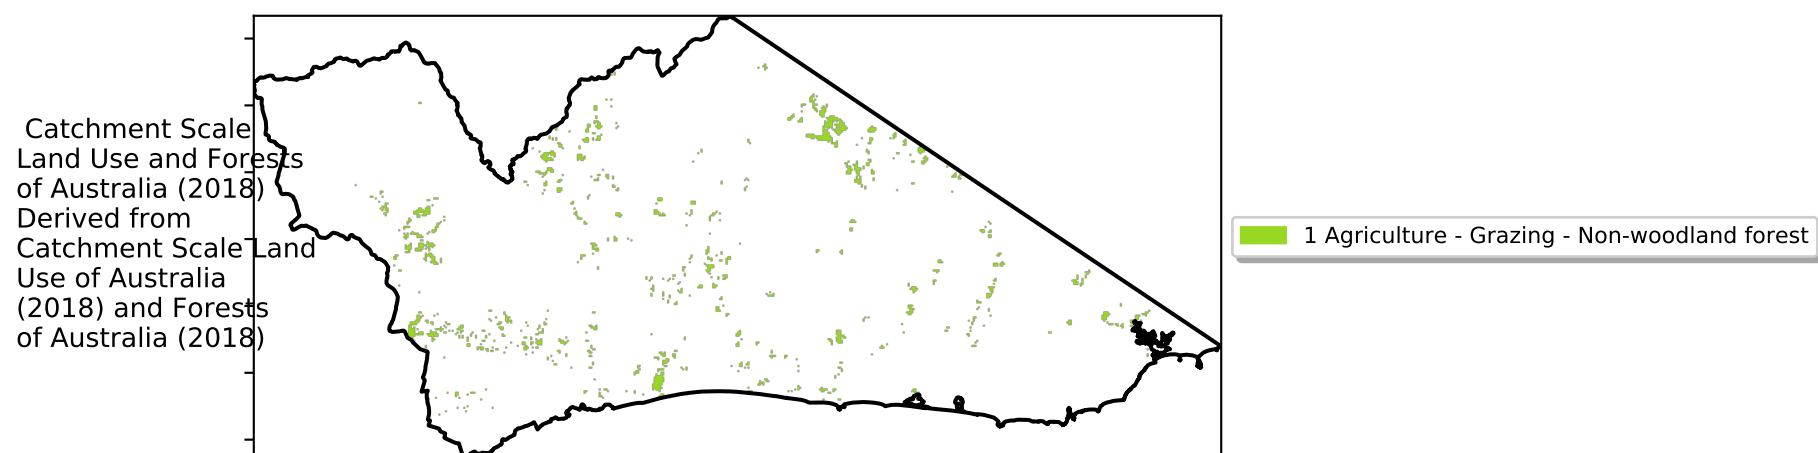 Catchment Scale
Land Use and Forests
of Australia (2018)
Derived from
Catchment Scale Land
Use of Australia
(2018) and Forests
of Australia (2018)
1 Agriculture - Grazing - Non-woodland forest